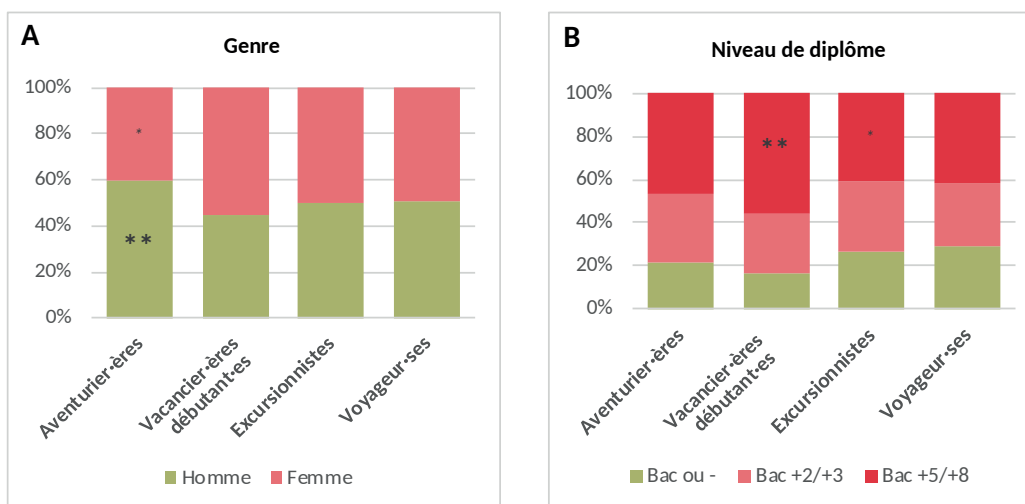 A
Genre
100%
80%
60%
40%
20%
0%
*
**
Aventurier·ères
Vacancier·ères
débutant·es
Excursionnistes
Voyageur·ses
Homme
Femme
B
Niveau de diplôme
100%
80%
60%
40%
20%
0%
**
*
Aventurier·ères
Vacancier·ères
débutant·es
Excursionnistes
Voyageur·ses
Bac ou -
Bac +2/+3
Bac +5/+8